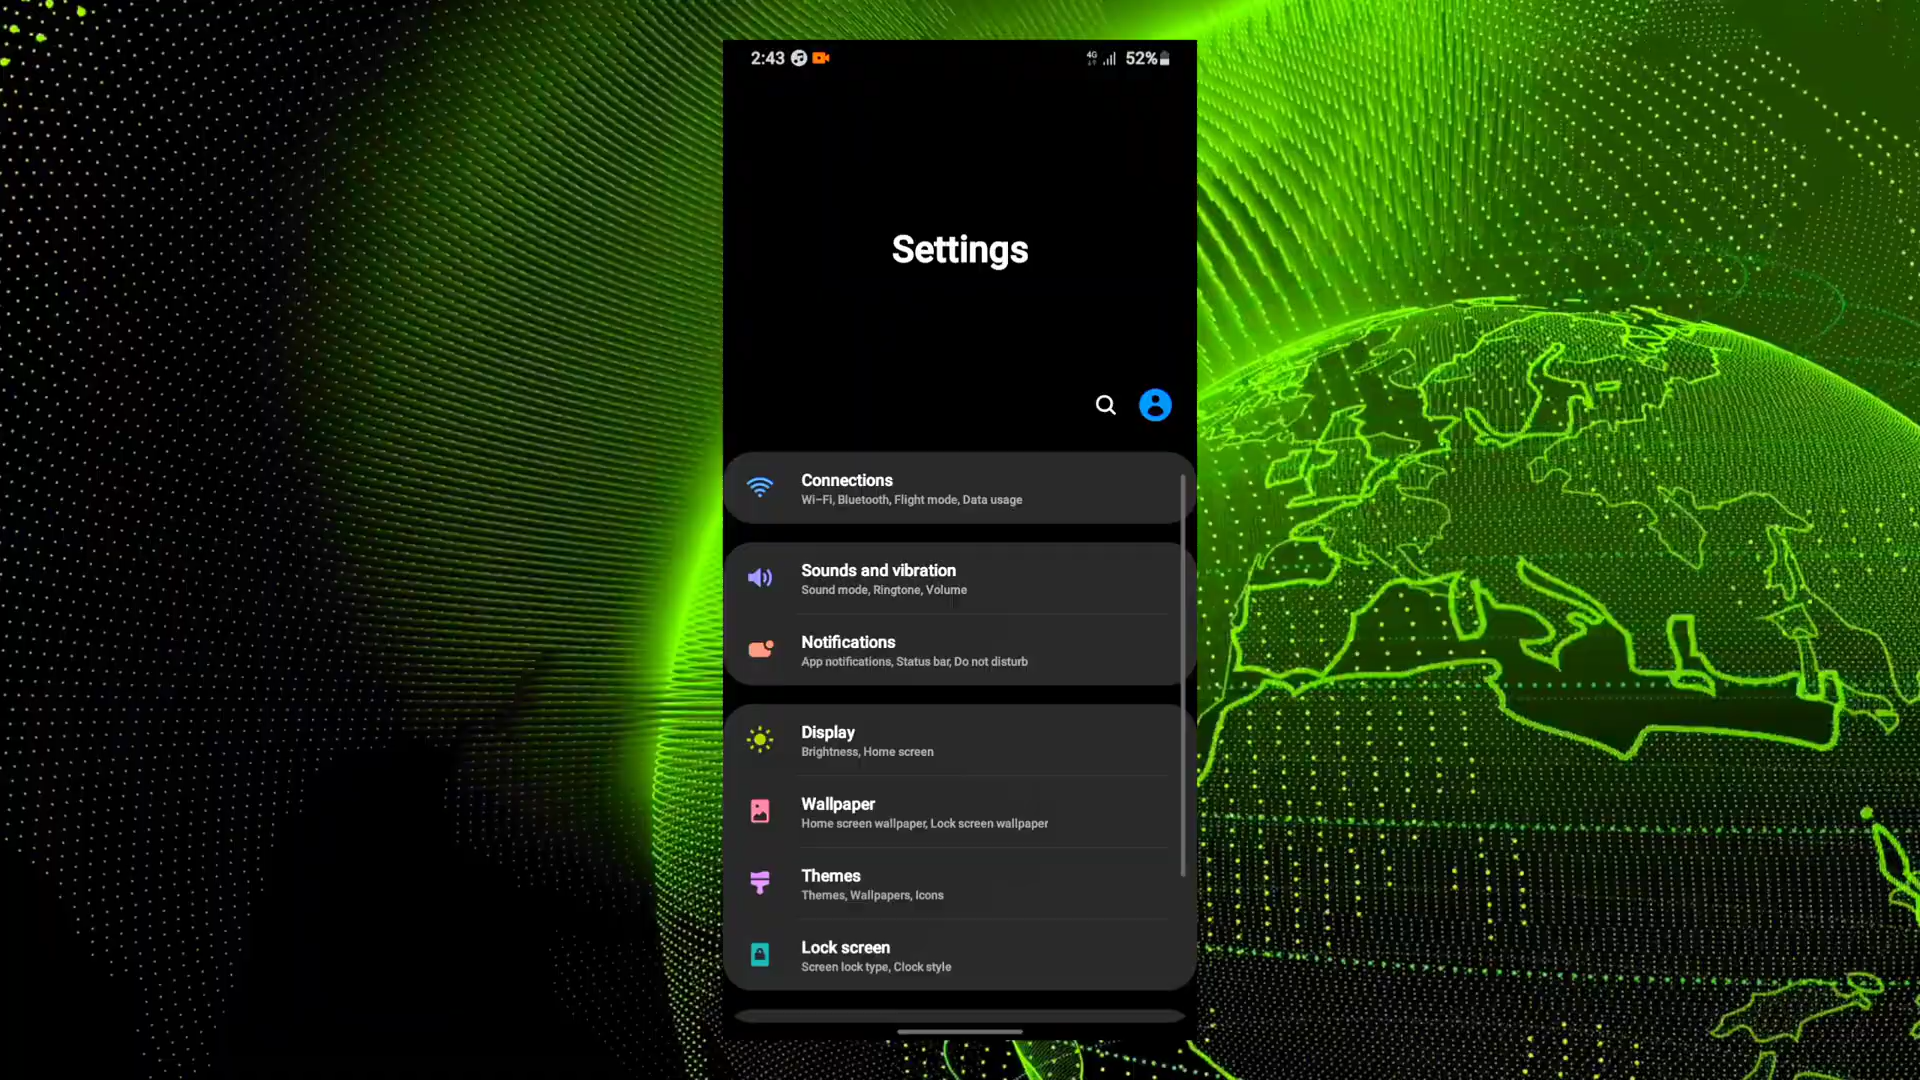 2:43
4G
52%
Settings
Connections
Wi-Fi, Bluetooth, Flight mode, Data usage
Sounds and vibration
Sound mode, Ringtone, Volume
Notifications
App notifications, Status bar, Do not disturb
Display
Brightness, Home screen
Wallpaper
Home screen wallpaper, Lock screen wallpaper
Themes
Themes, Wallpapers, Icons
Lock screen
Screen lock type, Clock style